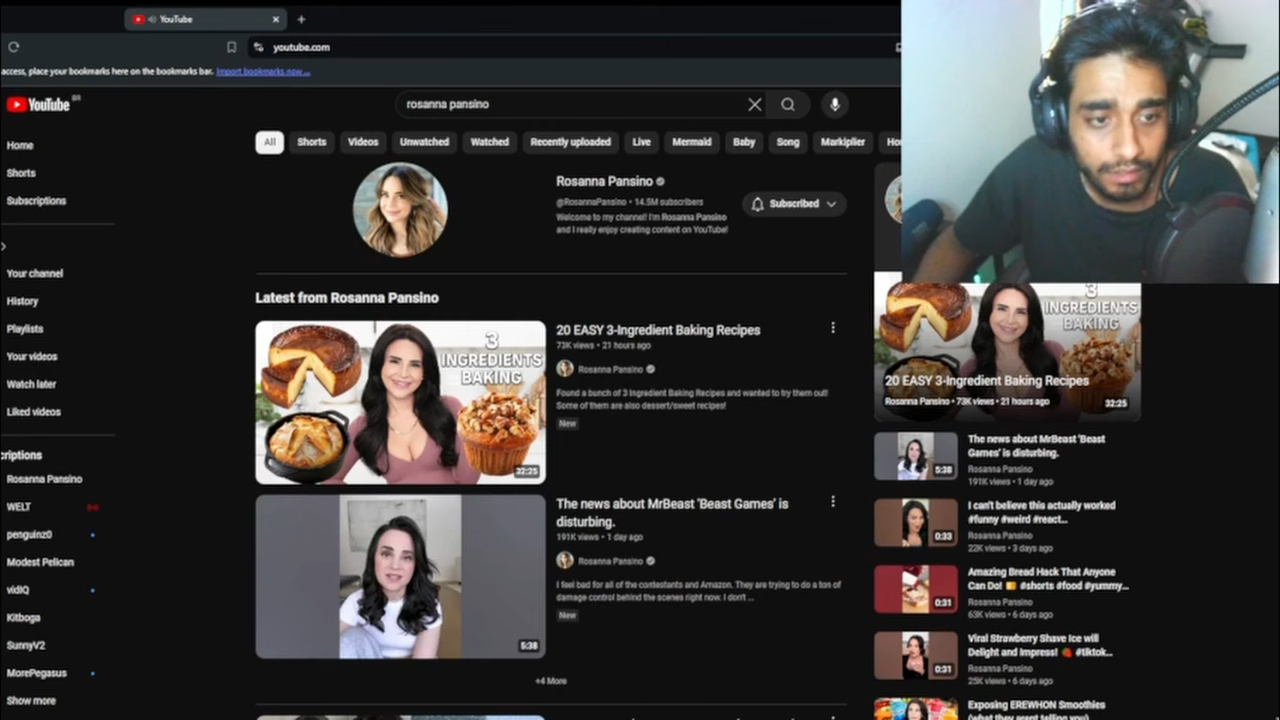 YouTube
youtube.com
access, place your bookmarks here on the bookmarks bar. Import bookmarks now...
YouTube BR
rosanna pansino
All
Shorts
Videos
Unwatched
Watched
Recently uploaded
Live
Mermaid
Baby
Song
Markiplier
Home
Shorts
Subscriptions
Your channel
History
Playlists
Your videos
Watch later
Liked videos
criptions
Rosanna Pansino
WELT
penguinz0
Modest Pelican
vidIQ
Kitboga
SunnyV2
MorePegasus
Show more
Rosanna Pansino
@RosannaPansino • 14.5M subscribers
Welcome to my channel! I'm Rosanna Pansino
and I really enjoy creating content on YouTube!
Subscribed
Latest from Rosanna Pansino
3
INGREDIENTS
BAKING
32:25
20 EASY 3-Ingredient Baking Recipes
73K views • 21 hours ago
Rosanna Pansino
Found a bunch of 3 Ingredient Baking Recipes and wanted to try them out!
Some of them are also dessert/sweet recipes!
New
5:38
The news about MrBeast 'Beast Games' is
disturbing.
191K views • 1 day ago
Rosanna Pansino
I feel bad for all of the contestants and Amazon. They are trying to do a ton of
damage control behind the scenes right now. I don't ...
New
+4 More
3
INGREDIENTS
BAKING
20 EASY 3-Ingredient Baking Recipes
Rosanna Pansino • 73K views • 21 hours ago
32:25
5:38
The news about MrBeast 'Beast
Games' is disturbing.
Rosanna Pansino
191K views • 1 day ago
0:33
I can't believe this actually worked
#funny #weird #react...
Rosanna Pansino
22K views • 3 days ago
0:31
Amazing Bread Hack That Anyone
Can Do! 🍞 #shorts #food #yummy...
Rosanna Pansino
63K views • 6 days ago
0:31
Viral Strawberry Shave Ice will
Delight and Impress! 🍓 #tiktok...
Rosanna Pansino
25K views • 6 days ago
Exposing EREWHON Smoothies
(what they arent telling you)